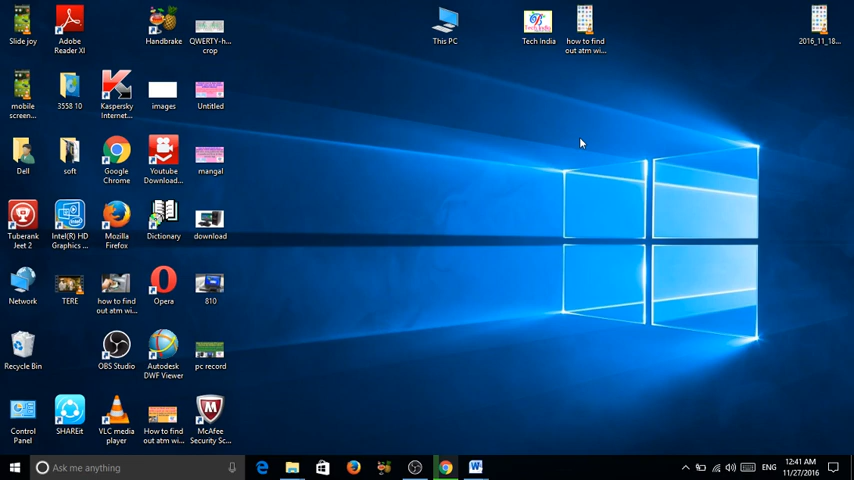 Slide joy
Adobe
Reader XI
Handbrake
QWERTY-h...
crop
This PC
Tech India
how to find
out atm wi...
2016_11_18...
mobile
screen...
3558 10
Kaspersky
Internet...
images
Untitled
Dell
soft
Google
Chrome
Youtube
Download...
mangal
Tuberank
Jeet 2
Intel(R) HD
Graphics ...
Mozilla
Firefox
Dictionary
download
Network
TERE
how to find
out atm wi...
Opera
810
Recycle Bin
OBS Studio
Autodesk
DWF Viewer
pc record
Control
Panel
SHAREit
VLC media
player
How to find
out atm wi...
McAfee
Security Sc...
Ask me anything
ENG
12:41 AM
11/27/2016